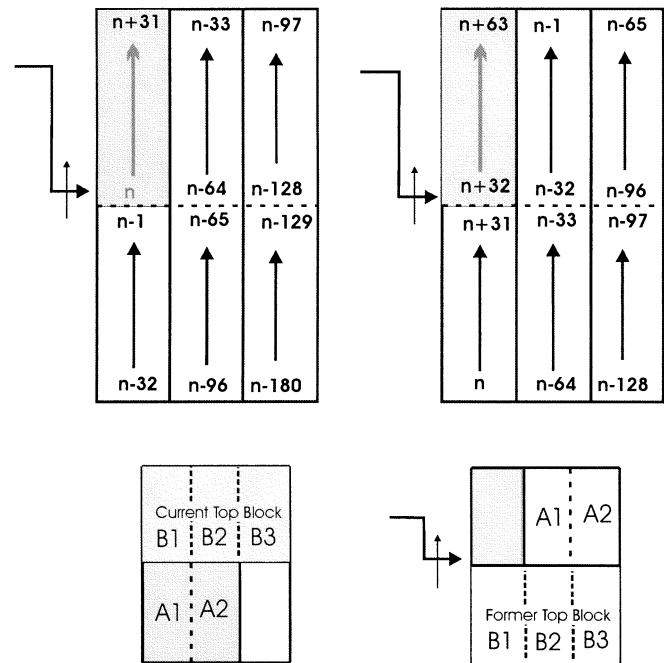 n+31 n-33 n-97
n n-64 n-128
n-1 n-65 n-129
n-32 n-96 n-180
n+63 n-1 n-65
n+32 n-32 n-96
n+31 n-33 n-97
n n-64 n-128
Current Top Block
B1 B2 B3
A1 A2
A1 A2
Former Top Block
B1 B2 B3